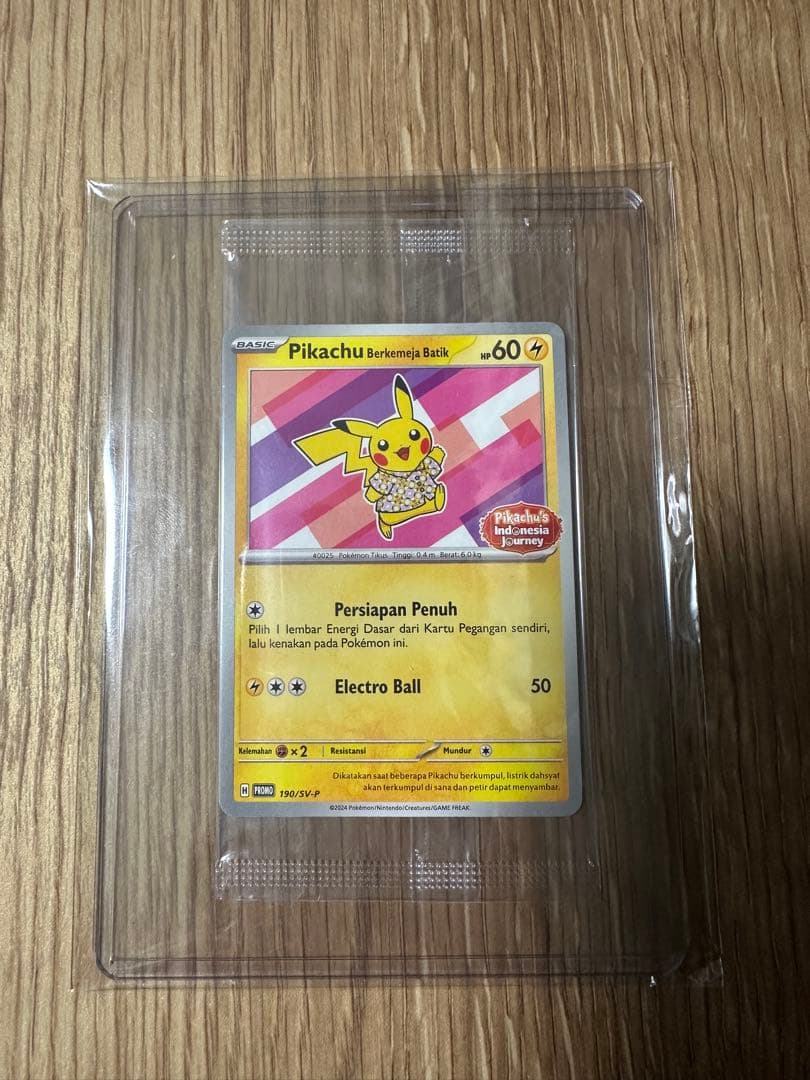 BASIC
Pikachu Berkemeja Batik HP 60
Pikachu's
Indonesia
Journey
40025 Pokémon Tikus Tinggi: 0.4 m Berat: 6.0 kg
Persiapan Penuh
Pilih 1 lembar Energi Dasar dari Kartu Pegangan sendiri,
lalu kenakan pada Pokémon ini.
Electro Ball 50
Kelemahan ×2 Resistansi Mundur
Dikatakan saat beberapa Pikachu berkumpul, listrik dahsyat
akan terkumpul di sana dan petir dapat menyambar.
H PROMO 190/SV-P
©2024 Pokémon/Nintendo/Creatures/GAME FREAK.